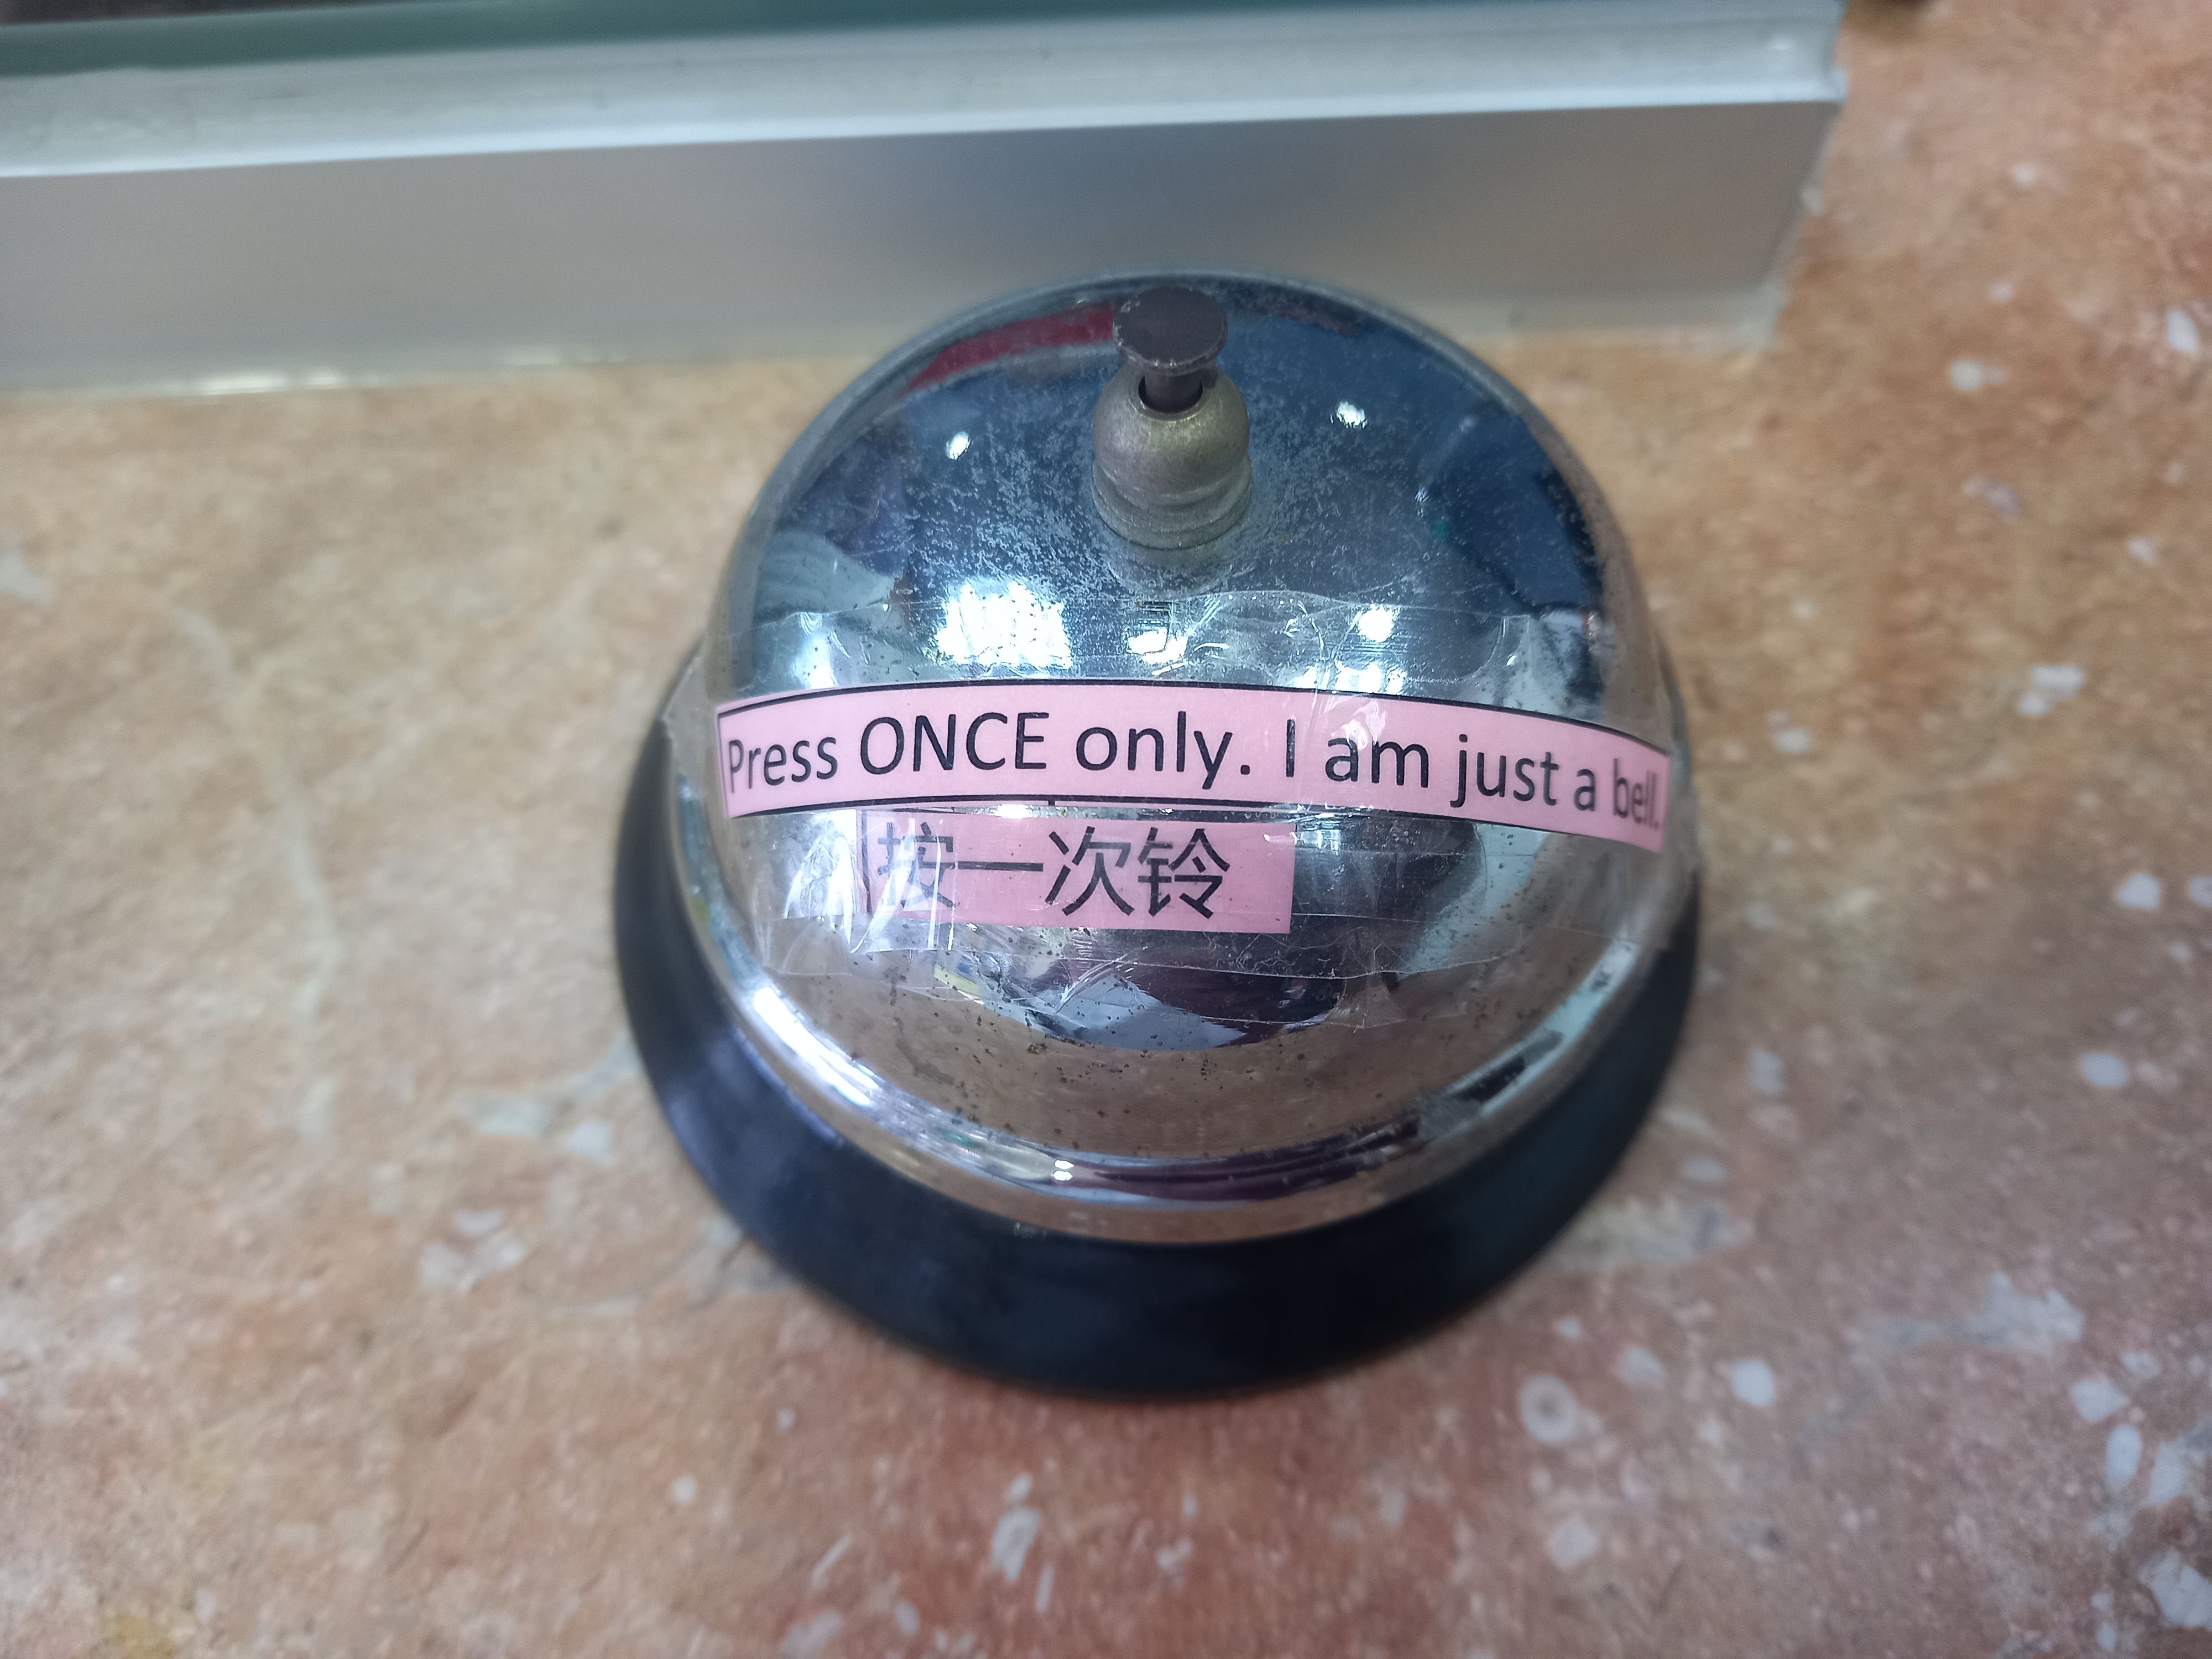 Press ONCE only. I am just a bell.
按一次铃